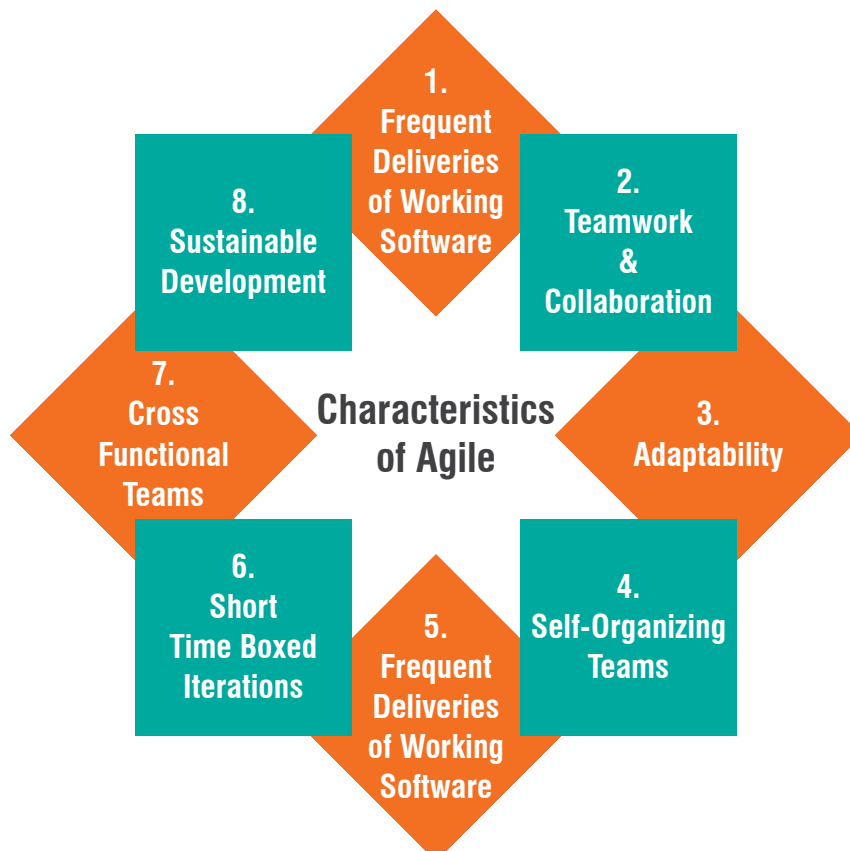 1.
Frequent
Deliveries
of Working
Software
2.
Teamwork
&
Collaboration
3.
Adaptability
4.
Self-Organizing
Teams
5.
Frequent
Deliveries
of Working
Software
6.
Short
Time Boxed
Iterations
7.
Cross
Functional
Teams
8.
Sustainable
Development
Characteristics
of Agile